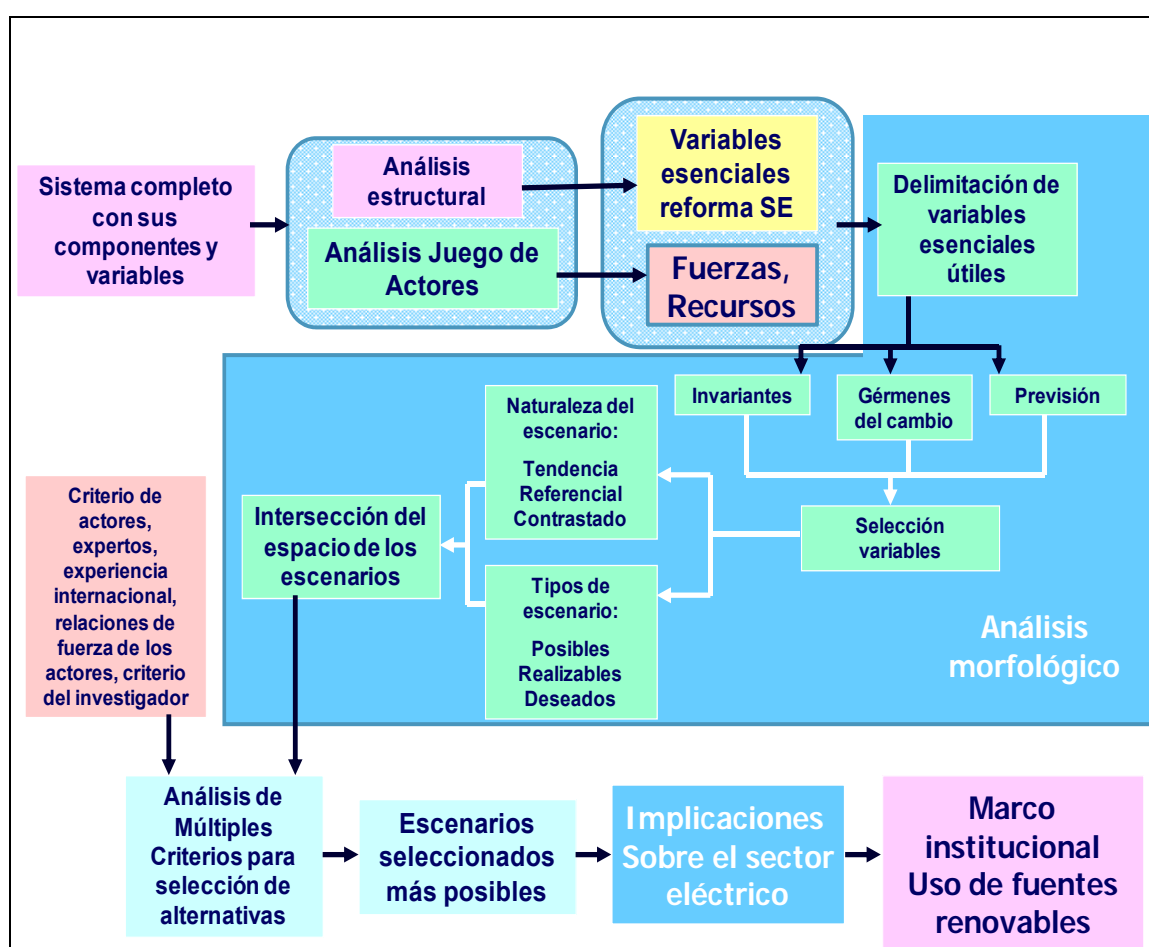 Sistema completo
con sus
componentes y
variables
Análisis
estructural
Análisis Juego de
Actores
Variables
esenciales
reforma SE
Fuerzas,
Recursos
Delimitación de
variables
esenciales
útiles
Invariantes
Gérmenes
del cambio
Previsión
Selección
variables
Naturaleza del
escenario:
Tendencia
Referencial
Contrastado
Tipos de
escenario:
Posibles
Realizables
Deseados
Intersección del
espacio de los
escenarios
Análisis
morfológico
Criterio de
actores,
expertos,
experiencia
internacional,
relaciones de
fuerza de los
actores, criterio
del investigador
Análisis de
Múltiples
Criterios para
selección de
alternativas
Escenarios
seleccionados
más posibles
Implicaciones
Sobre el sector
eléctrico
Marco
institucional
Uso de fuentes
renovables